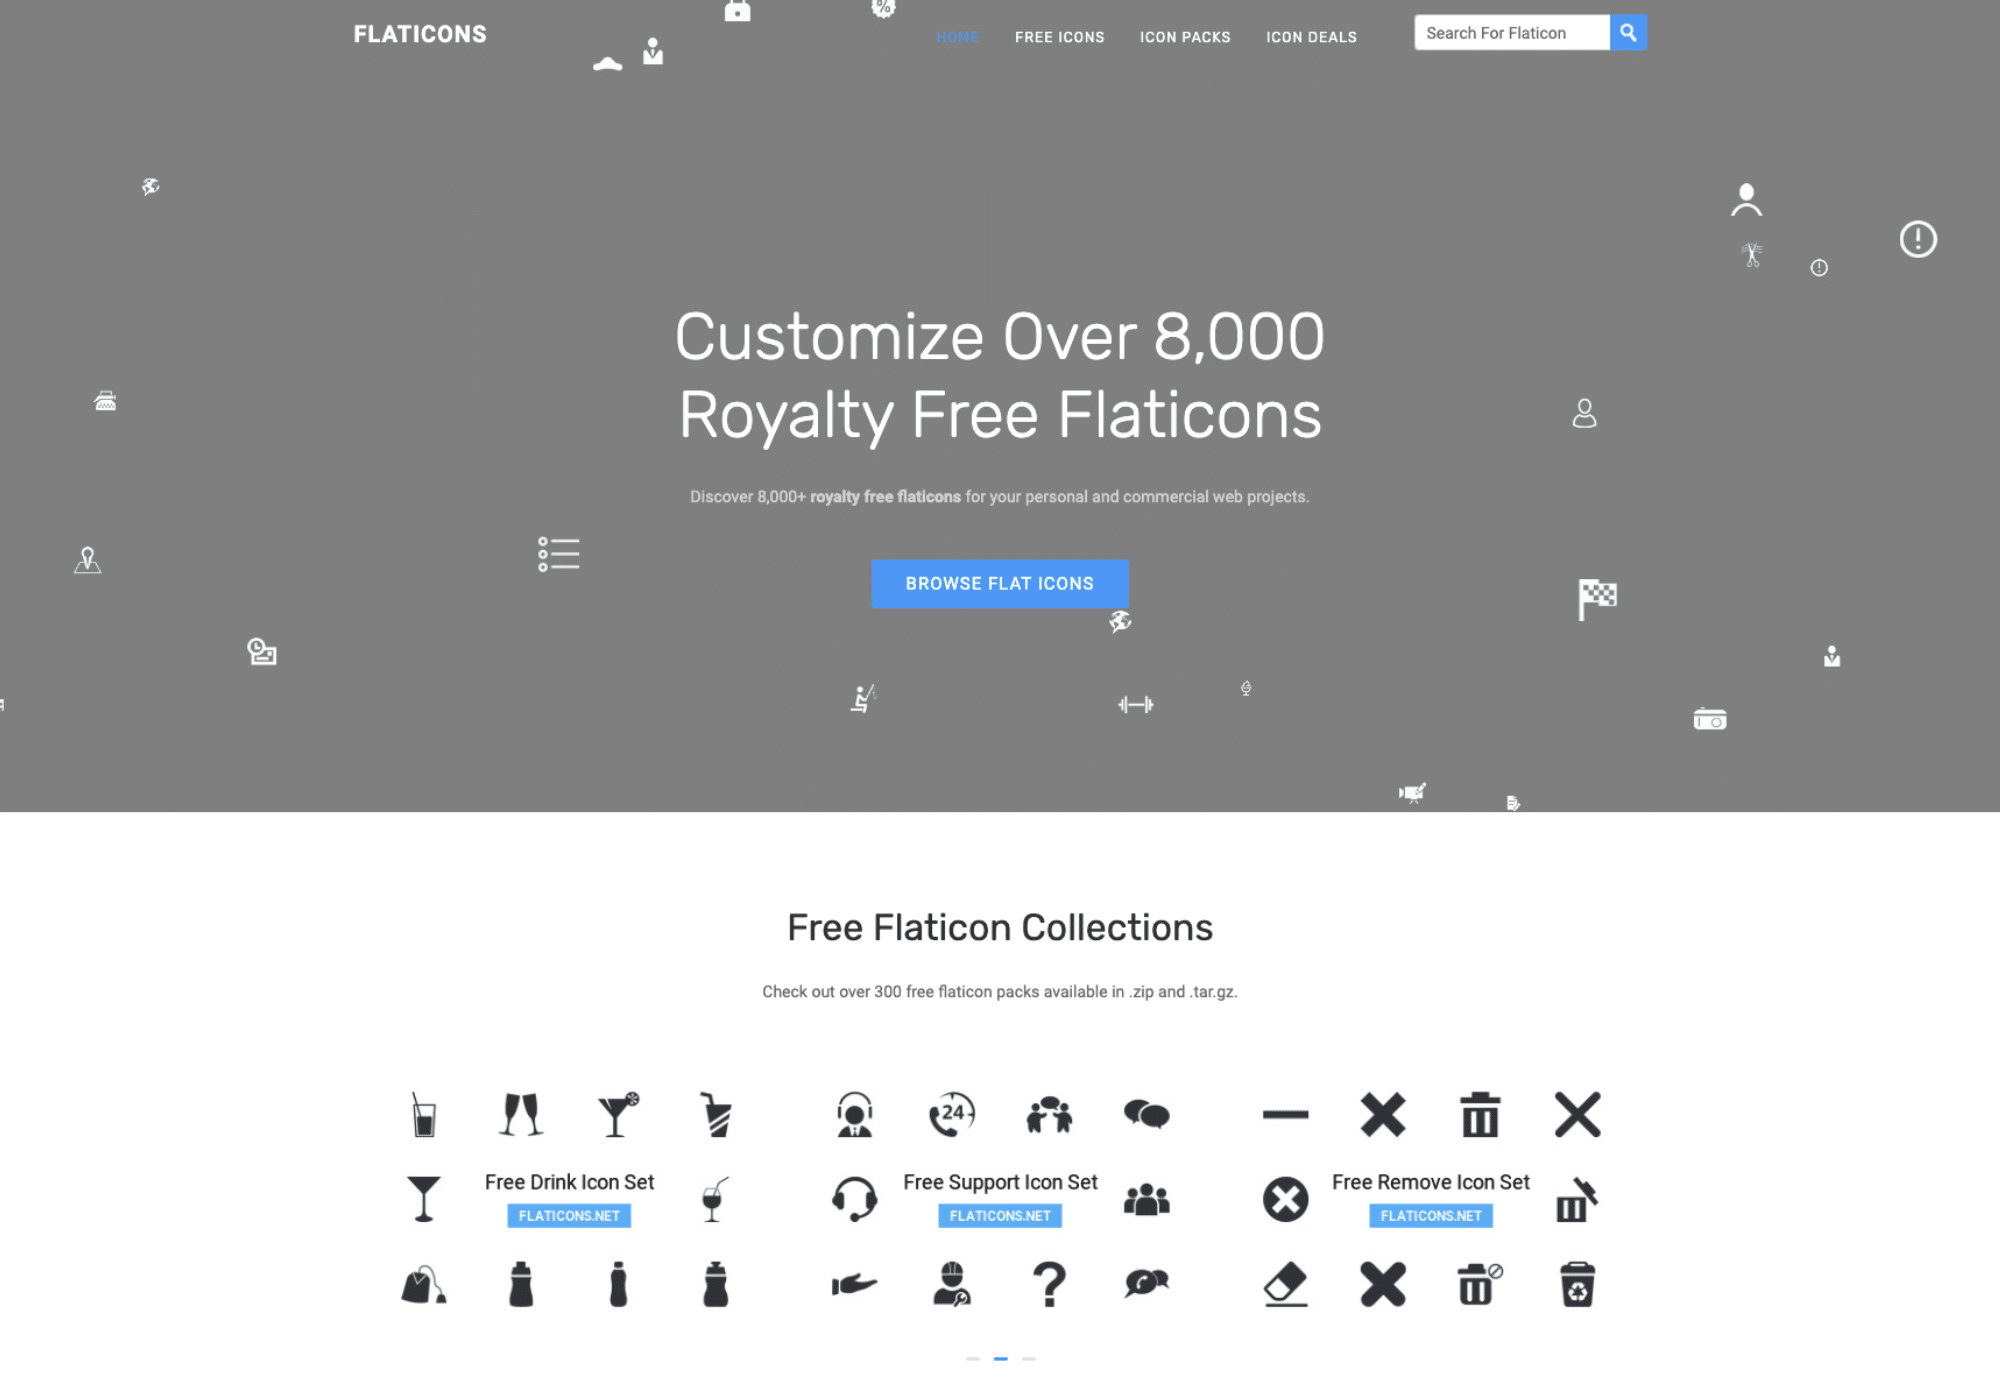 FLATICONS
HOME
FREE ICONS
ICON PACKS
ICON DEALS
Search For Flaticon
%
Customize Over 8,000
Royalty Free Flaticons
Discover 8,000+ royalty free flaticons for your personal and commercial web projects.
BROWSE FLAT ICONS
Free Flaticon Collections
Check out over 300 free flaticon packs available in .zip and .tar.gz.
24
Free Drink Icon Set
FLATICONS.NET
Free Support Icon Set
FLATICONS.NET
Free Remove Icon Set
FLATICONS.NET
?